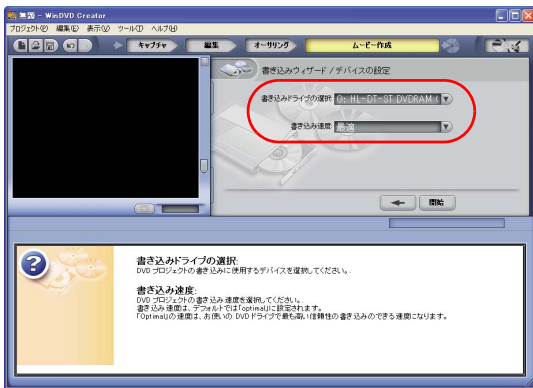 無題 - WinDVD Creator
プロジェクト(P) 編集(E) 表示(V) ツール(T) ヘルプ(H)
キャプチャ 編集 オーサリング ムービー作成
書き込みウィザード / デバイスの設定
書き込みドライブの選択: G: HL-DT-ST DVDRAM (
書き込み速度: 最適
開始
書き込みドライブの選択:
DVD プロジェクトの書き込みに使用するデバイスを選択してください。
書き込み速度:
DVD プロジェクトの書き込み速度を選択してください。
書き込み速度は、デフォルトでは「optimal」に設定されます。
「Optimal」の速度は、お使いの DVD ドライブで最も高い信頼性の書き込みのできる速度になります。